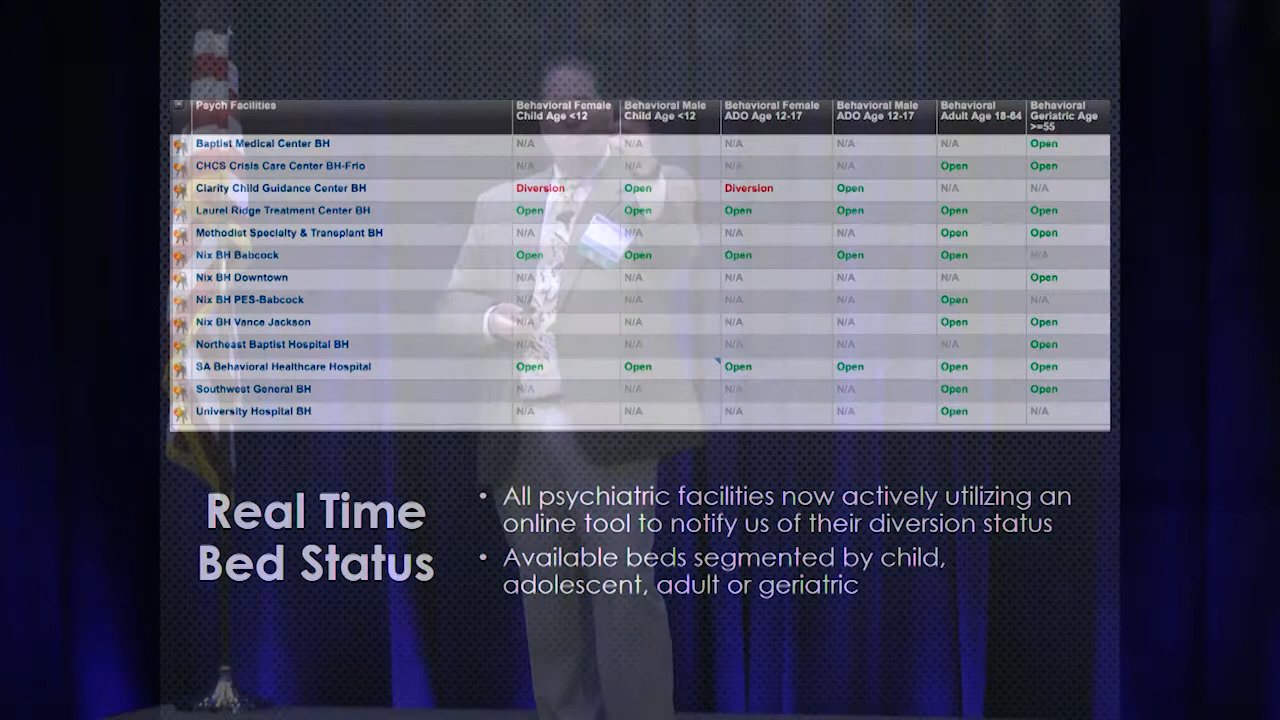 Psych Facilities Behavioral Female Child Age <12 Behavioral Male Child Age <12 Behavioral Female ADO Age 12-17 Behavioral Male ADO Age 12-17 Behavioral Adult Age 18-64 Behavioral Geriatric Age >=55
Baptist Medical Center BH N/A N/A N/A N/A N/A Open
CHCS Crisis Care Center BH-Frio N/A N/A N/A N/A Open Open
Clarity Child Guidance Center BH Diversion Open Diversion Open N/A N/A
Laurel Ridge Treatment Center BH Open Open Open Open Open Open
Methodist Specialty & Transplant BH N/A N/A N/A N/A Open Open
Nix BH Babcock Open Open Open Open Open N/A
Nix BH Downtown N/A N/A N/A N/A N/A Open
Nix BH PES-Babcock N/A N/A N/A N/A Open N/A
Nix BH Vance Jackson N/A N/A N/A N/A Open Open
Northeast Baptist Hospital BH N/A N/A N/A N/A N/A Open
SA Behavioral Healthcare Hospital Open Open Open Open Open Open
Southwest General BH N/A N/A N/A N/A Open Open
University Hospital BH N/A N/A N/A N/A Open N/A
Real Time
Bed Status
• All psychiatric facilities now actively utilizing an
online tool to notify us of their diversion status
• Available beds segmented by child,
adolescent, adult or geriatric